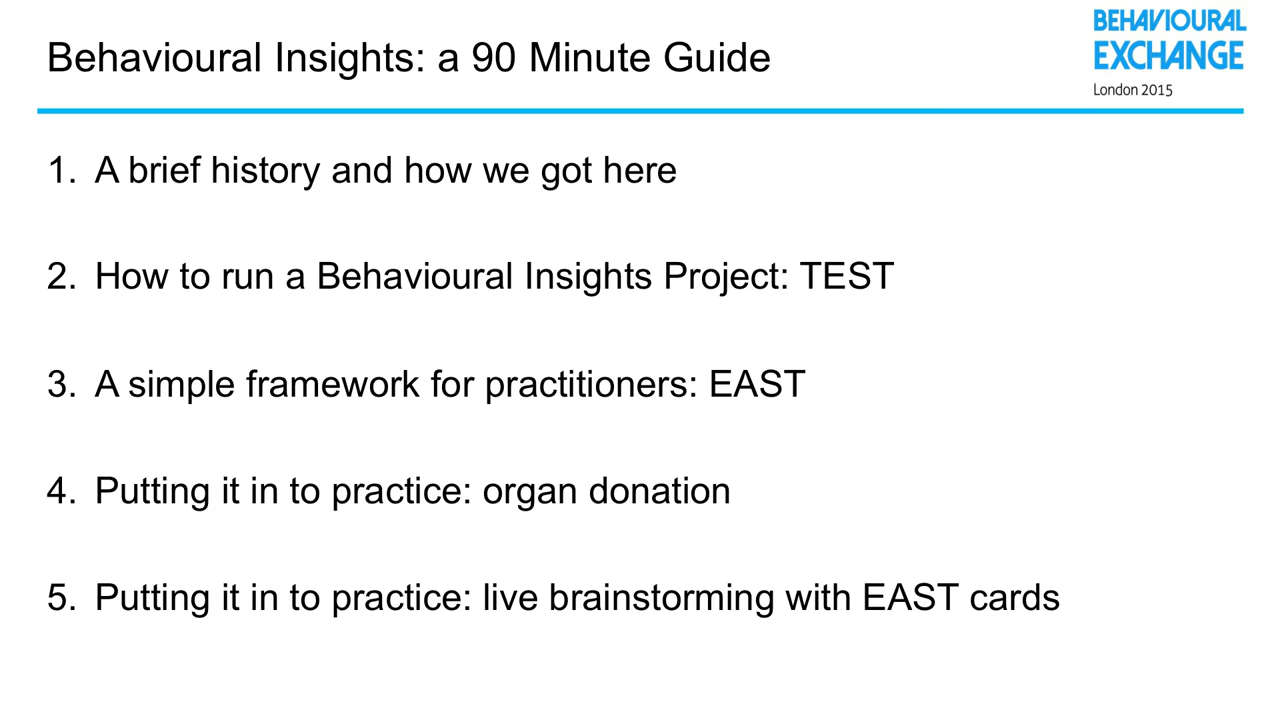 Behavioural Insights: a 90 Minute Guide
BEHAVIOURAL
EXCHANGE
London 2015
1. A brief history and how we got here
2. How to run a Behavioural Insights Project: TEST
3. A simple framework for practitioners: EAST
4. Putting it in to practice: organ donation
5. Putting it in to practice: live brainstorming with EAST cards